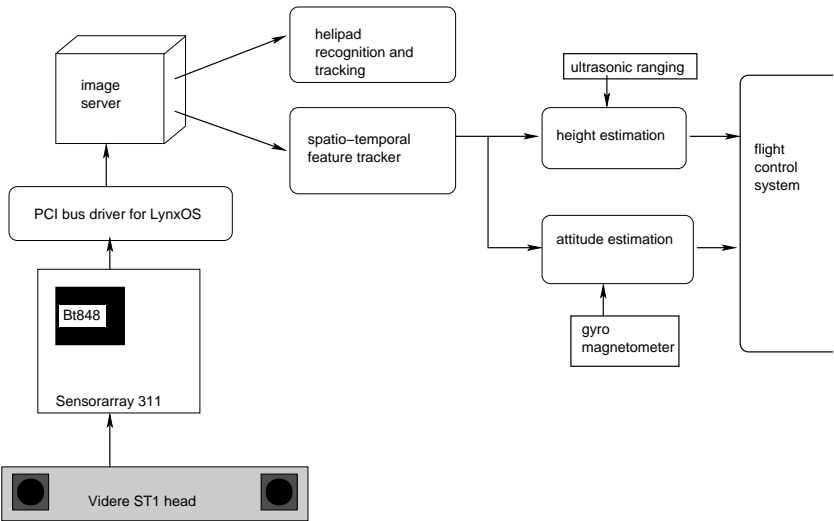 helipad
recognition and
tracking
image
server
ultrasonic ranging
spatio−temporal
feature tracker
height estimation
flight
control
system
PCI bus driver for LynxOS
attitude estimation
Bt848
gyro
magnetometer
Sensorarray 311
Videre ST1 head